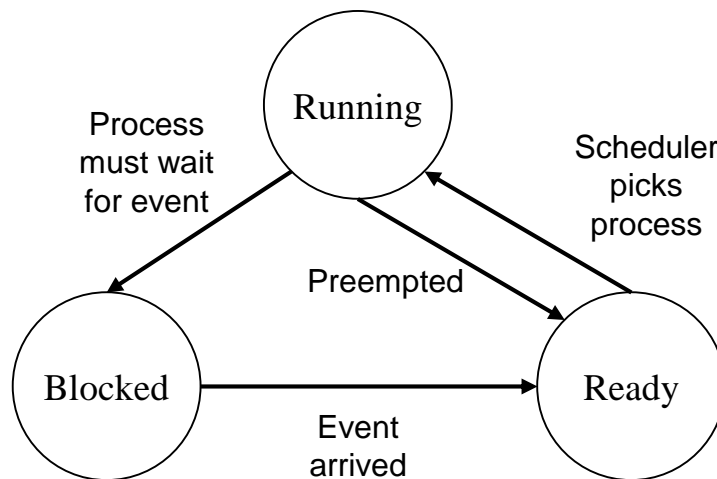 Running
Process
must wait
for event
Scheduler
picks
process
Preempted
Blocked
Ready
Event
arrived